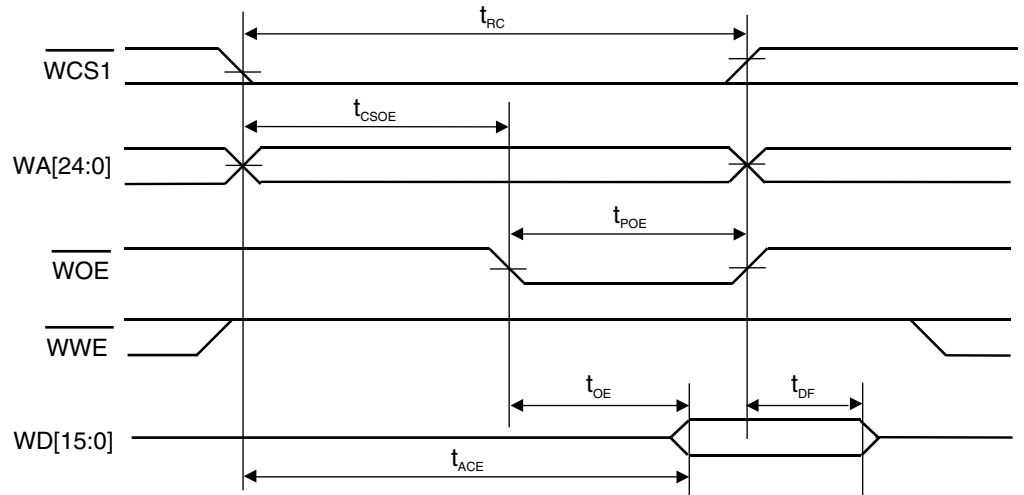 tRC
WCS1
tCSOE
WA[24:0]
tPOE
WOE
WWE
tOE
tDF
WD[15:0]
tACE